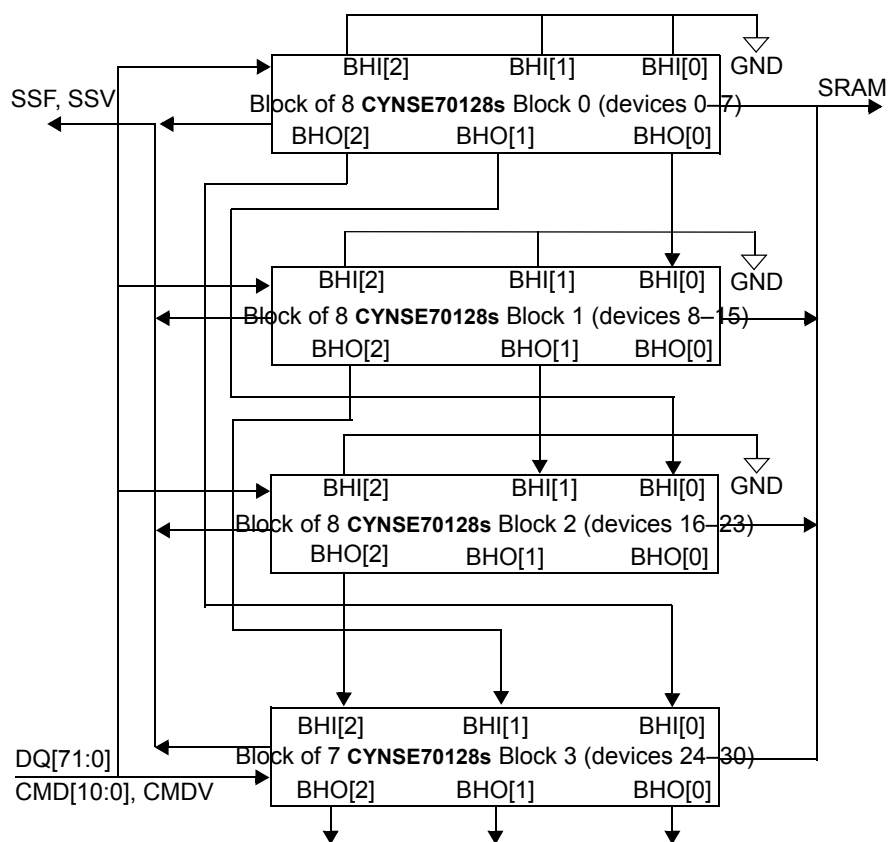 BHI[2] BHI[1] BHI[0] GND
SSF, SSV SRAM
Block of 8 CYNSE70128s Block 0 (devices 0–7)
BHO[2] BHO[1] BHO[0]
BHI[2] BHI[1] BHI[0] GND
Block of 8 CYNSE70128s Block 1 (devices 8–15)
BHO[2] BHO[1] BHO[0]
BHI[2] BHI[1] BHI[0] GND
Block of 8 CYNSE70128s Block 2 (devices 16–23)
BHO[2] BHO[1] BHO[0]
BHI[2] BHI[1] BHI[0]
DQ[71:0]
Block of 7 CYNSE70128s Block 3 (devices 24–30)
CMD[10:0], CMDV
BHO[2] BHO[1] BHO[0]